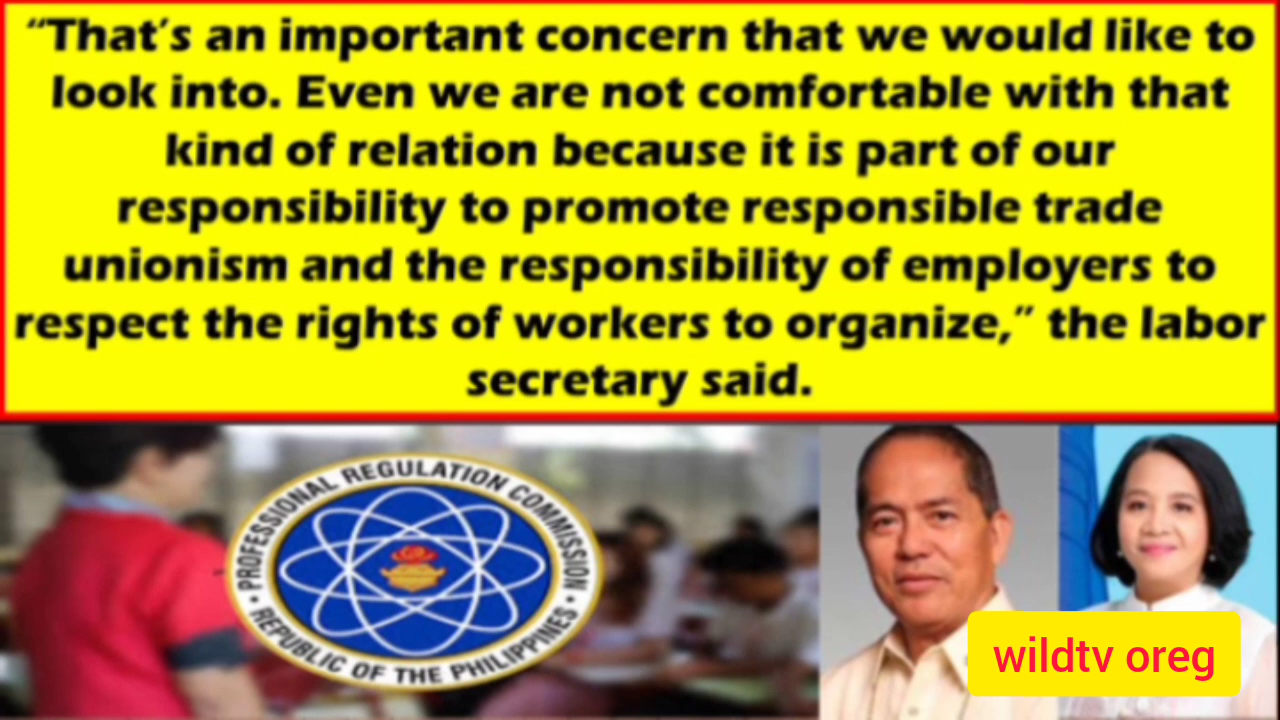 “That’s an important concern that we would like to
look into. Even we are not comfortable with that
kind of relation because it is part of our
responsibility to promote responsible trade
unionism and the responsibility of employers to
respect the rights of workers to organize,” the labor
secretary said.
PROFESSIONAL REGULATION COMMISSION
REPUBLIC OF THE PHILIPPINES
wildtv oreg